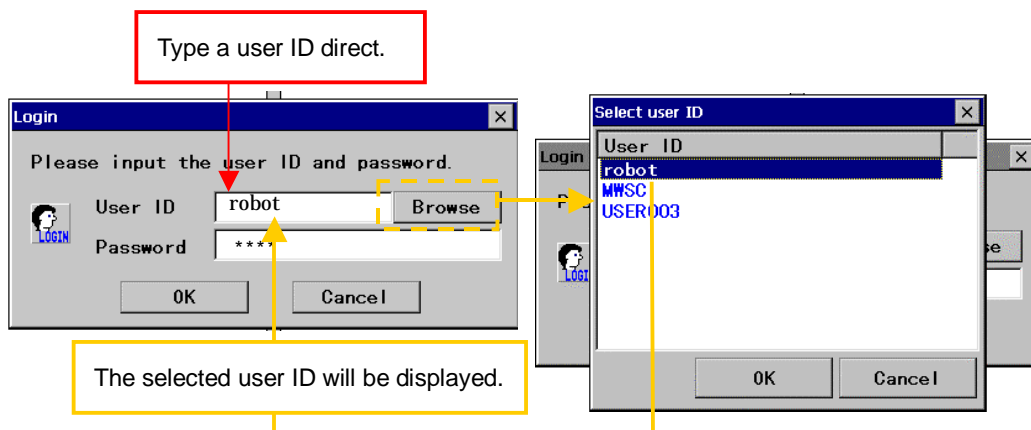 Type a user ID direct.
Login
Please input the user ID and password.
User ID
robot
Browse
LOGIN
Password
****
OK
Cancel
The selected user ID will be displayed.
Select user ID
User ID
robot
MWSC
USER003
OK
Cancel
Login